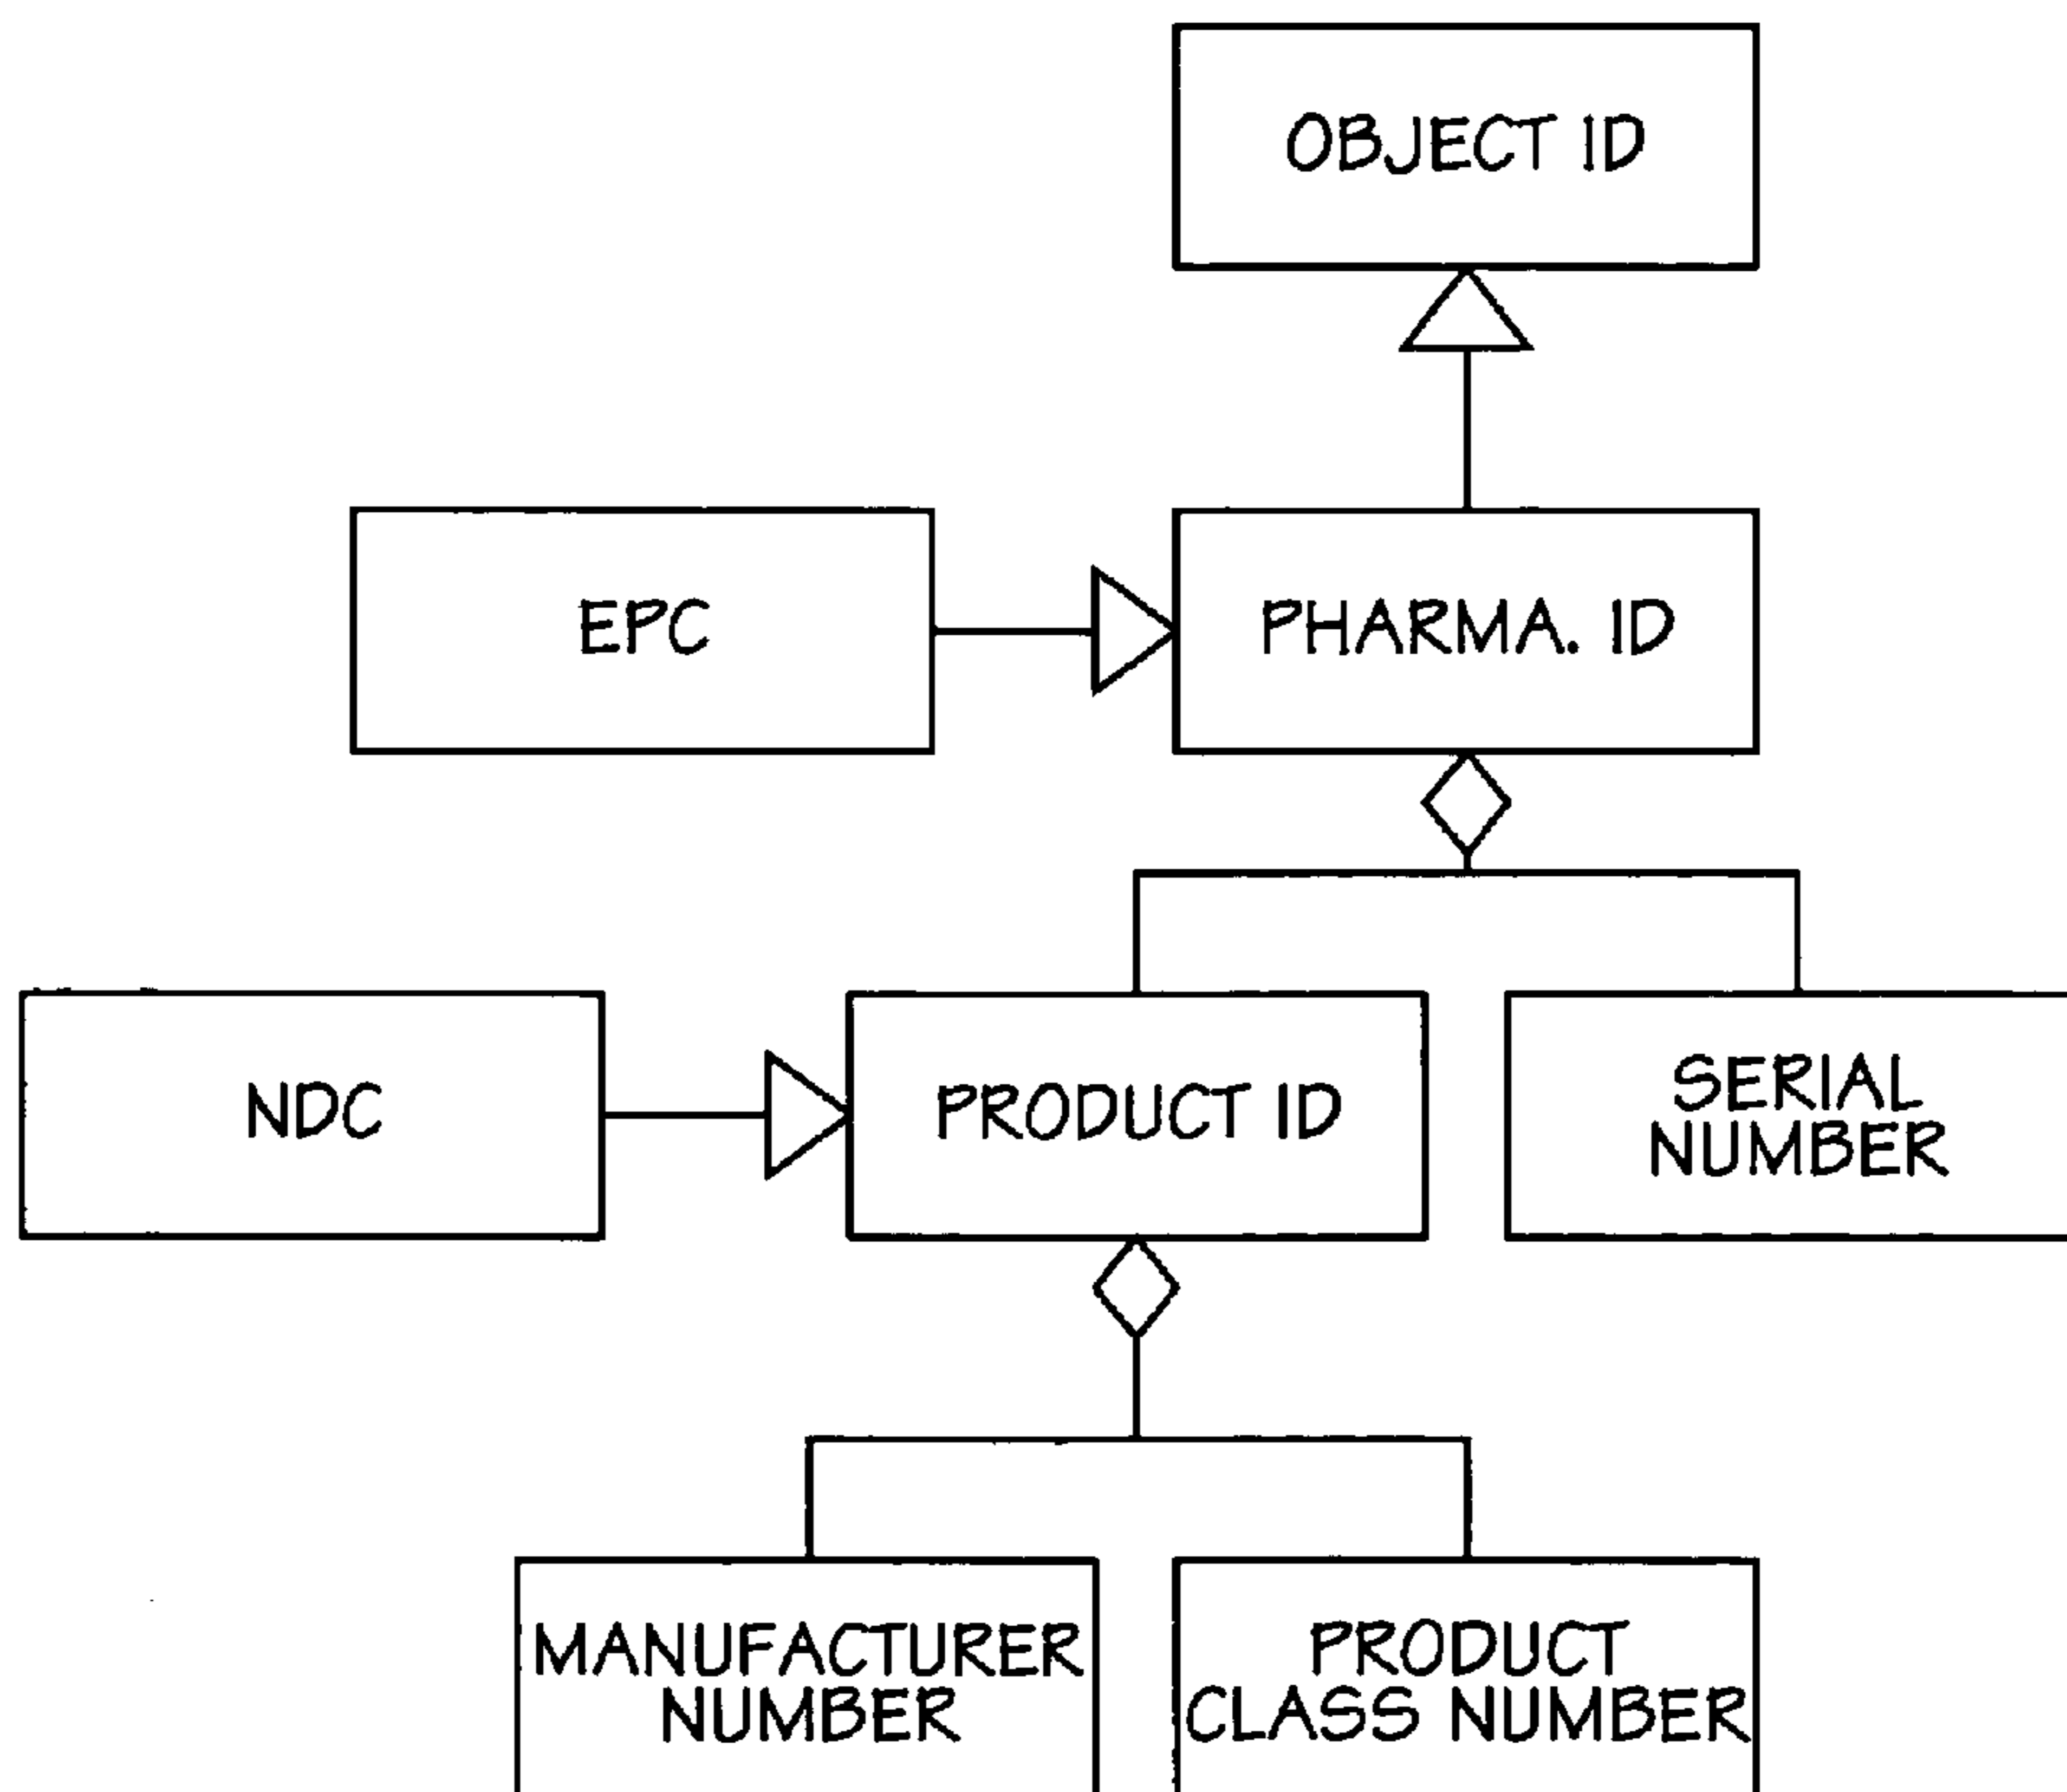 OBJECT ID
EPC
PHARMA. ID
NDC
PRODUCT ID
SERIAL
NUMBER
MANUFACTURER
NUMBER
PRODUCT
CLASS NUMBER